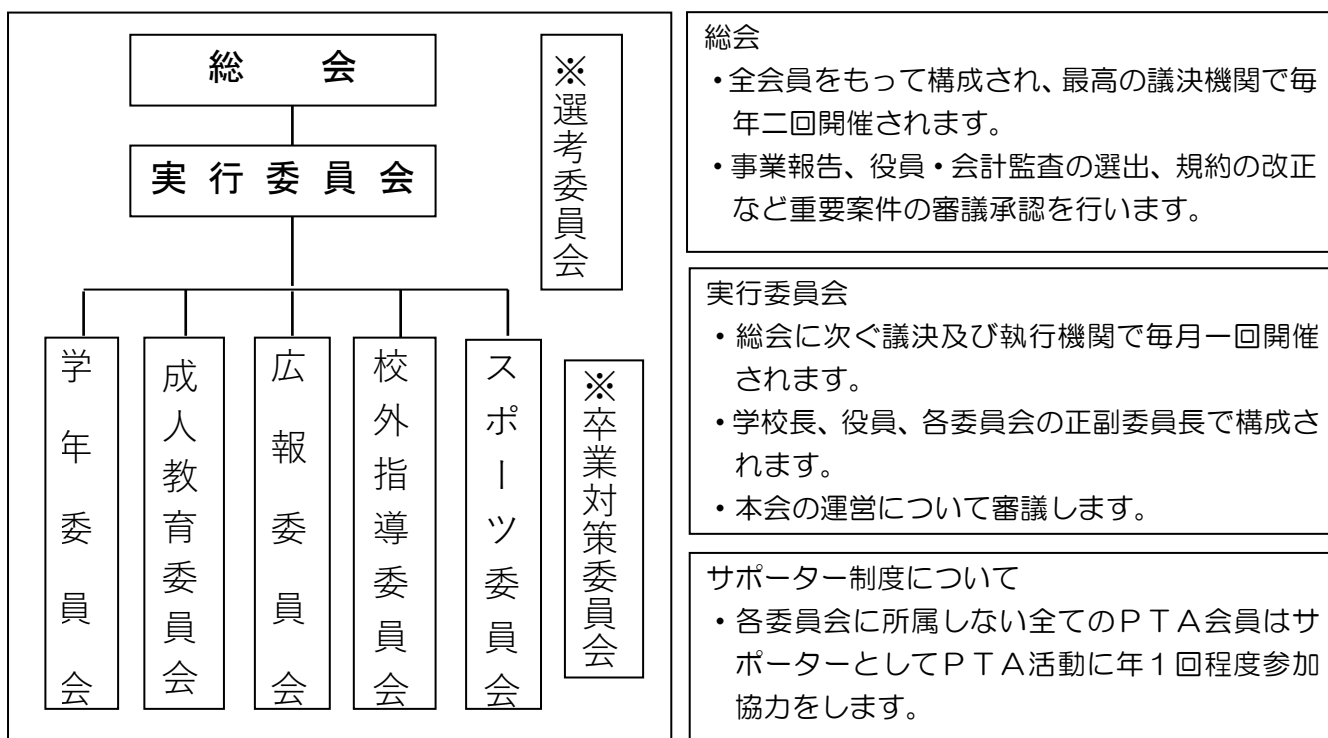 総　　会
実 行 委 員 会
学年委員会
成人教育委員会
広報委員会
校外指導委員会
スポーツ委員会
※選考委員会
※卒業対策委員会
総会
・全会員をもって構成され、最高の議決機関で毎
年二回開催されます。
・事業報告、役員・会計監査の選出、規約の改正
など重要案件の審議承認を行います。
実行委員会
・総会に次ぐ議決及び執行機関で毎月一回開催
されます。
・学校長、役員、各委員会の正副委員長で構成さ
れます。
・本会の運営について審議します。
サポーター制度について
・各委員会に所属しない全てのＰＴＡ会員はサ
ポーターとしてＰＴＡ活動に年１回程度参加
協力をします。